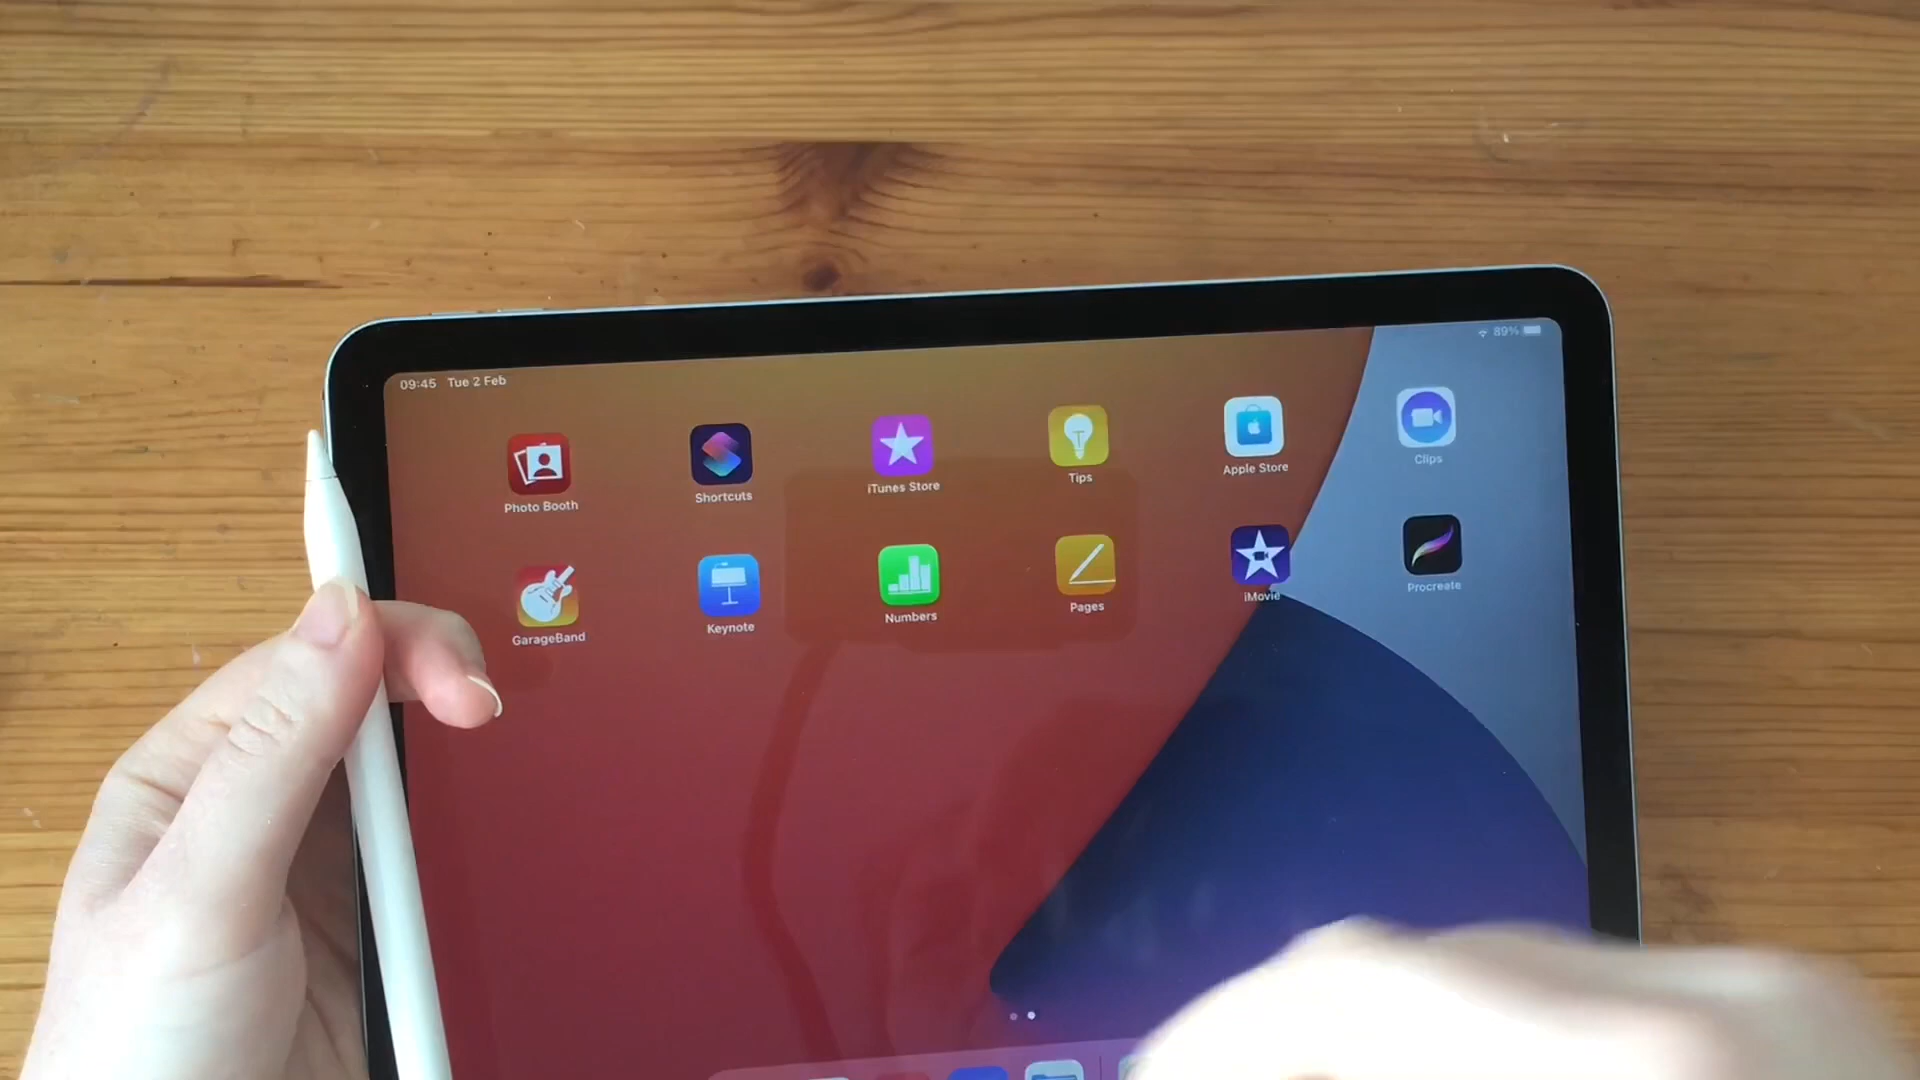 09:45 Tue 2 Feb
89%
Photo Booth
Shortcuts
iTunes Store
Tips
Apple Store
Clips
GarageBand
Keynote
Numbers
Pages
iMovie
Procreate